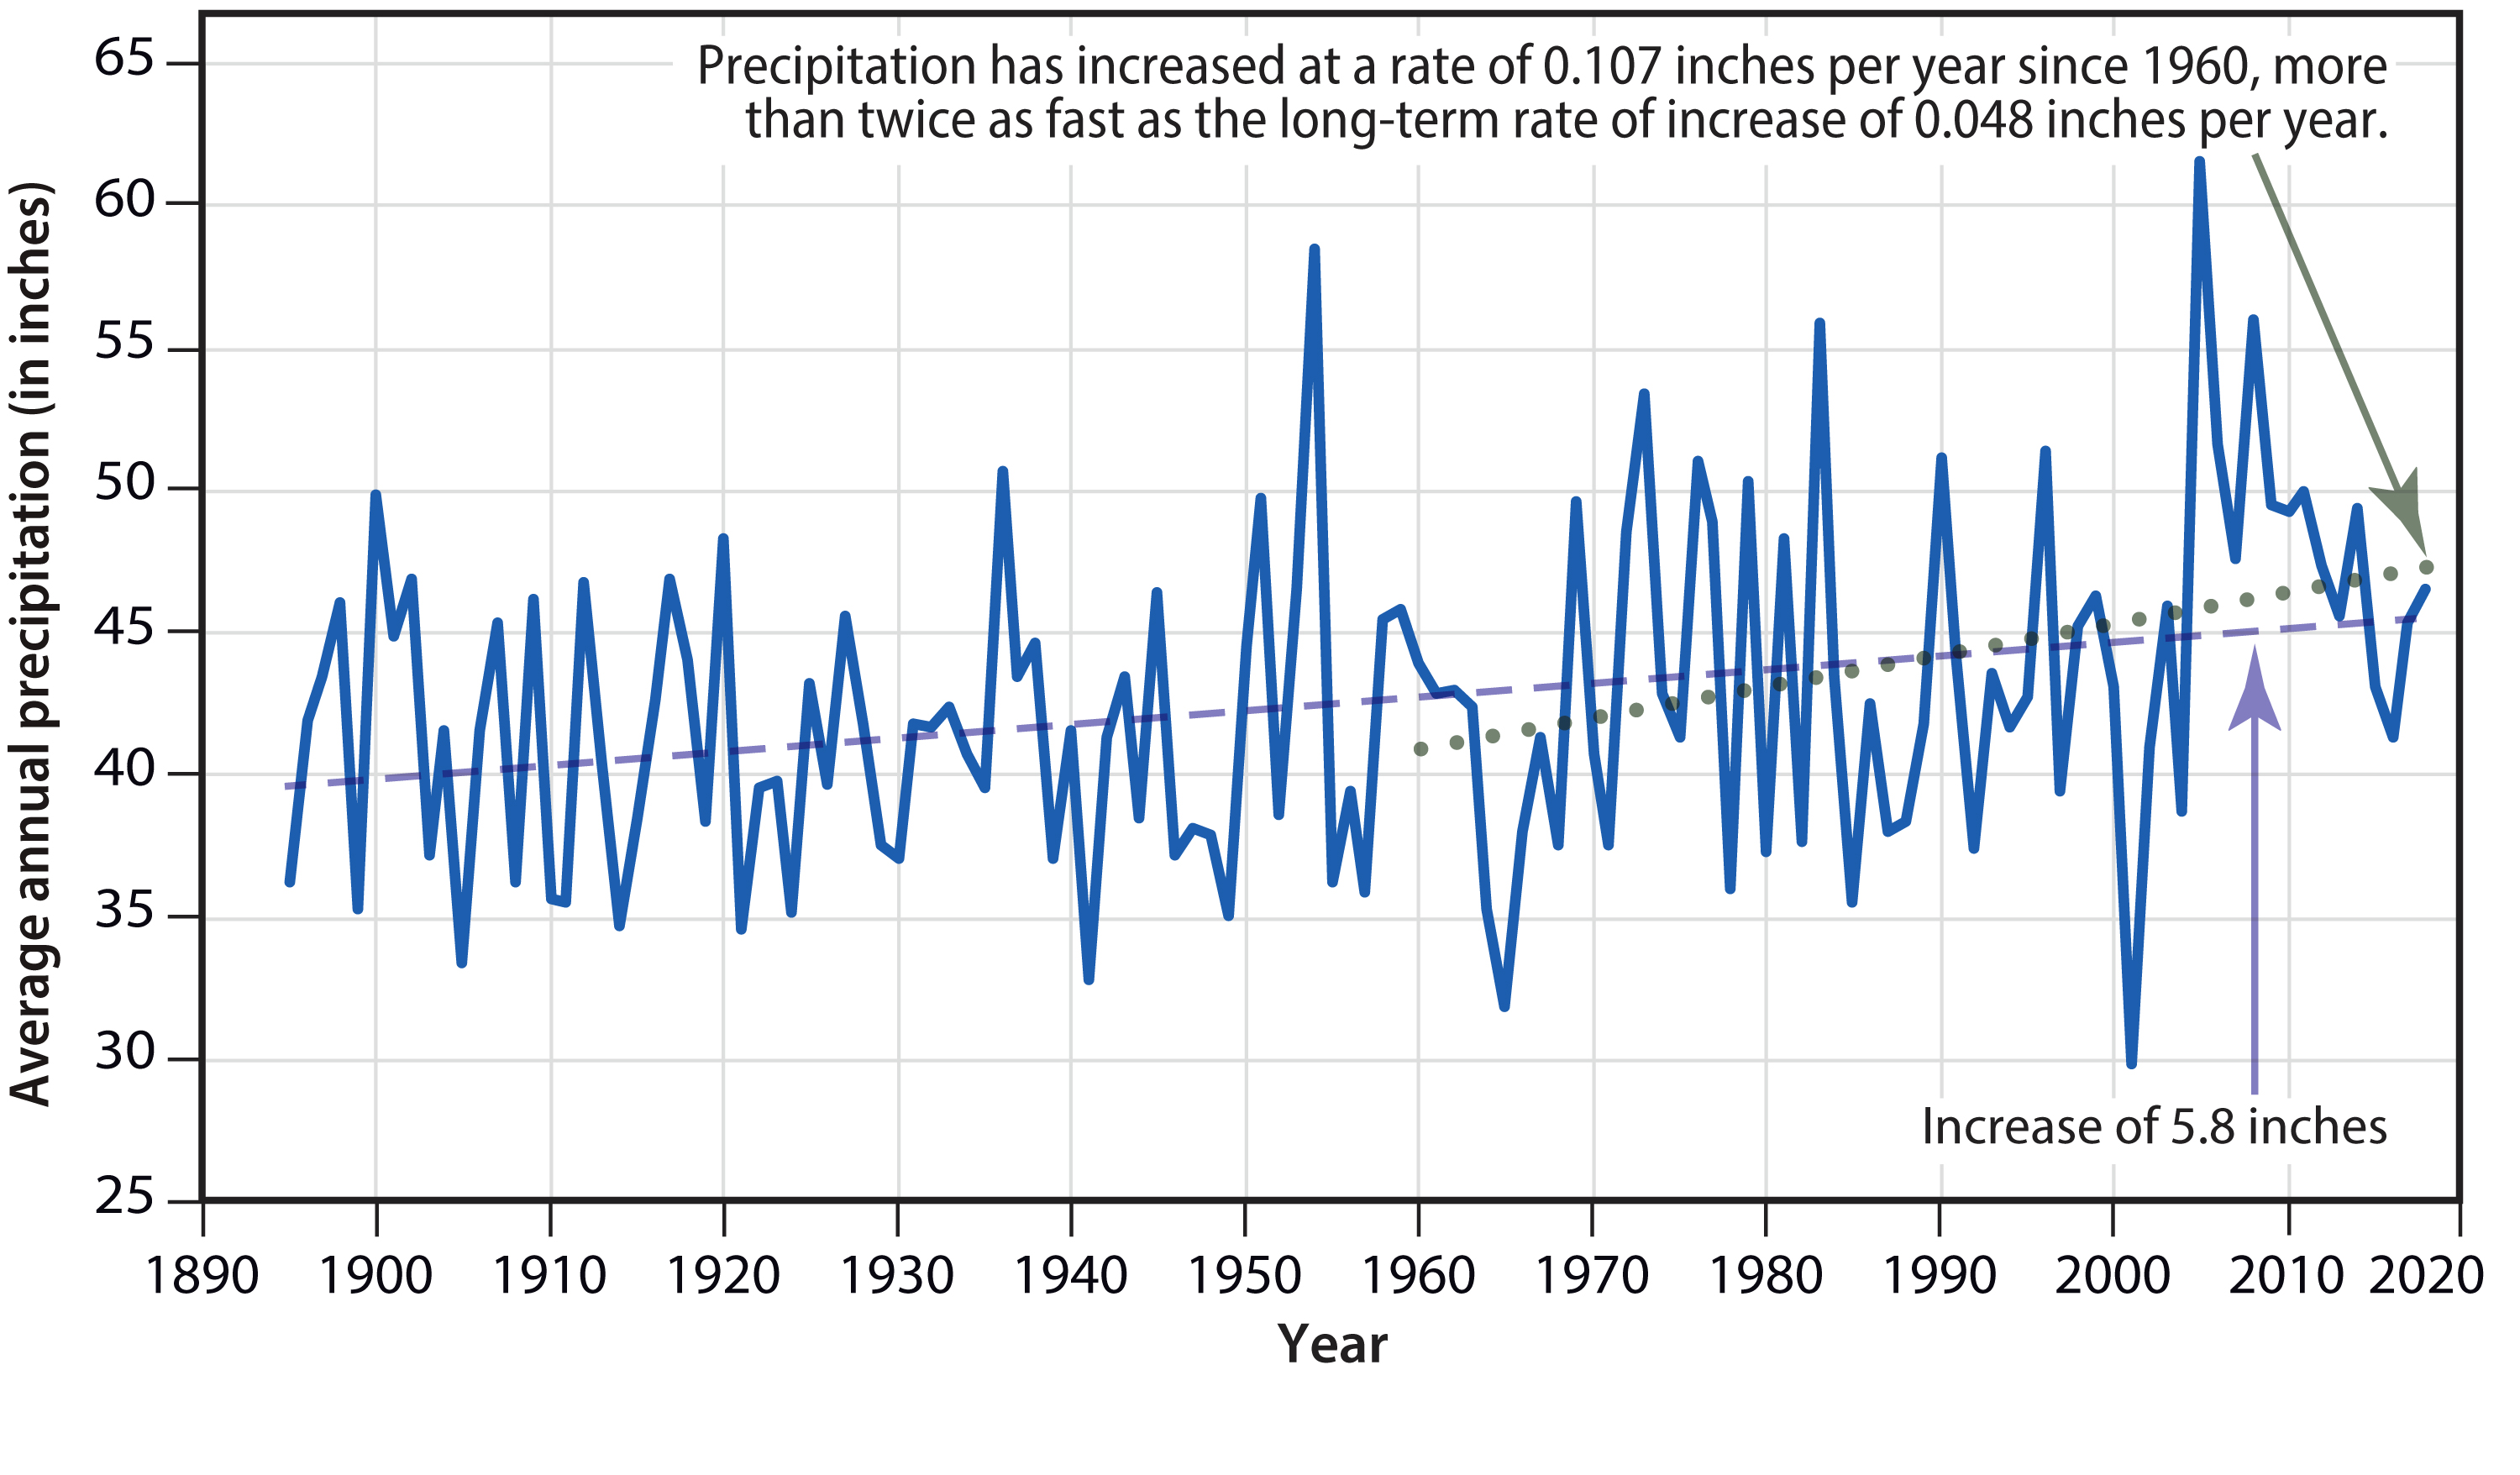 Precipitation has increased at a rate of 0.107 inches per year since 1960, more
than twice as fast as the long-term rate of increase of 0.048 inches per year.
Average annual precipitation (in inches)
65
60
55
50
45
40
35
30
25
Increase of 5.8 inches
1890 1900 1910 1920 1930 1940 1950 1960 1970 1980 1990 2000 2010 2020
Year